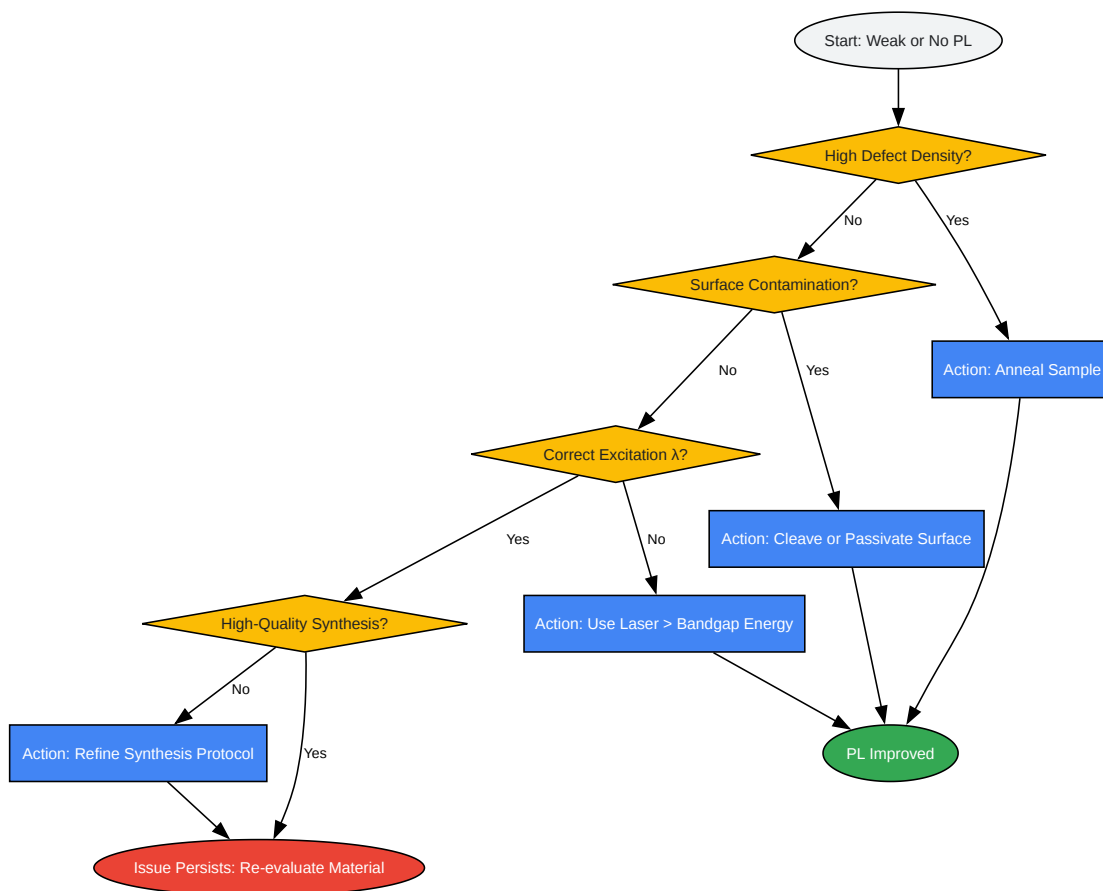 Start: Weak or No PL
High Defect Density?
No
Yes
Surface Contamination?
No
Yes
Action: Anneal Sample
Correct Excitation λ?
Yes
No
Action: Cleave or Passivate Surface
High-Quality Synthesis?
Action: Use Laser > Bandgap Energy
No
Yes
Action: Refine Synthesis Protocol
PL Improved
Issue Persists: Re-evaluate Material